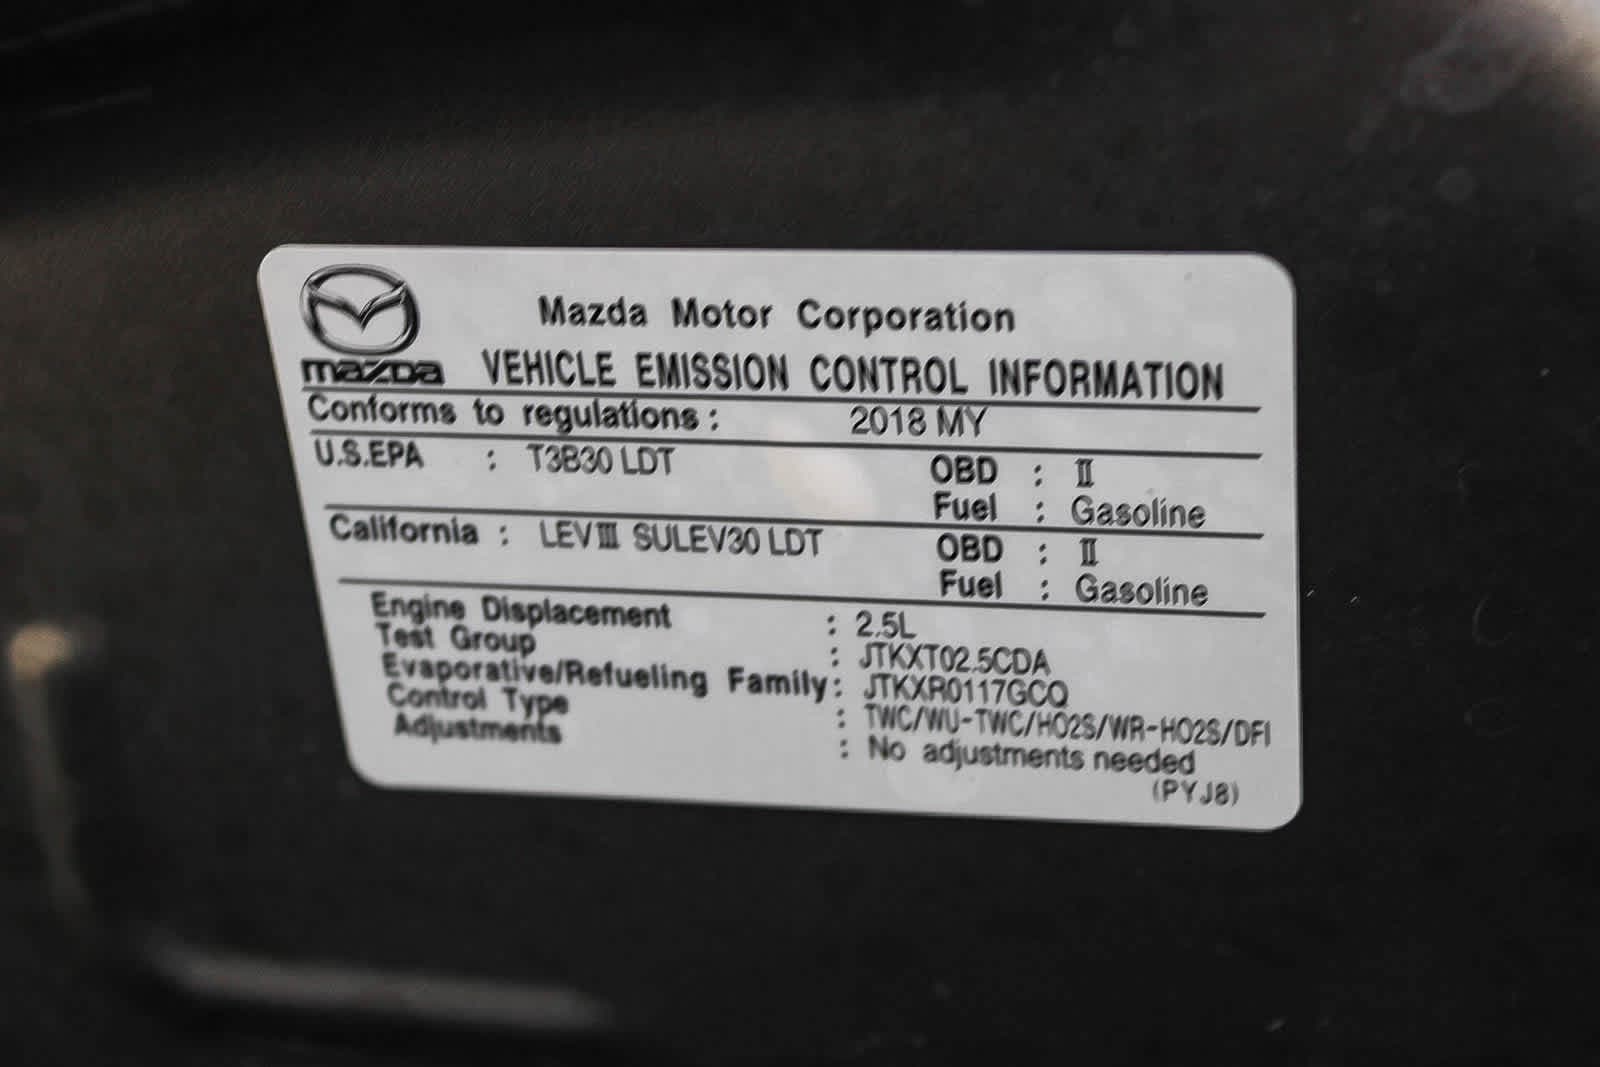 Mazda Motor Corporation
mazda VEHICLE EMISSION CONTROL INFORMATION
Conforms to regulations : 2018 MY
U.S.EPA : T3B30 LDT OBD : Ⅱ
Fuel : Gasoline
California : LEVⅢ SULEV30 LDT OBD : Ⅱ
Fuel : Gasoline
Engine Displacement : 2.5L
Test Group : JTKXT02.5CDA
Evaporative/Refueling Family : JTKXR0117GCQ
Control Type : TWC/WU-TWC/HO2S/WR-HO2S/DFI
Adjustments : No adjustments needed
(PYJ8)